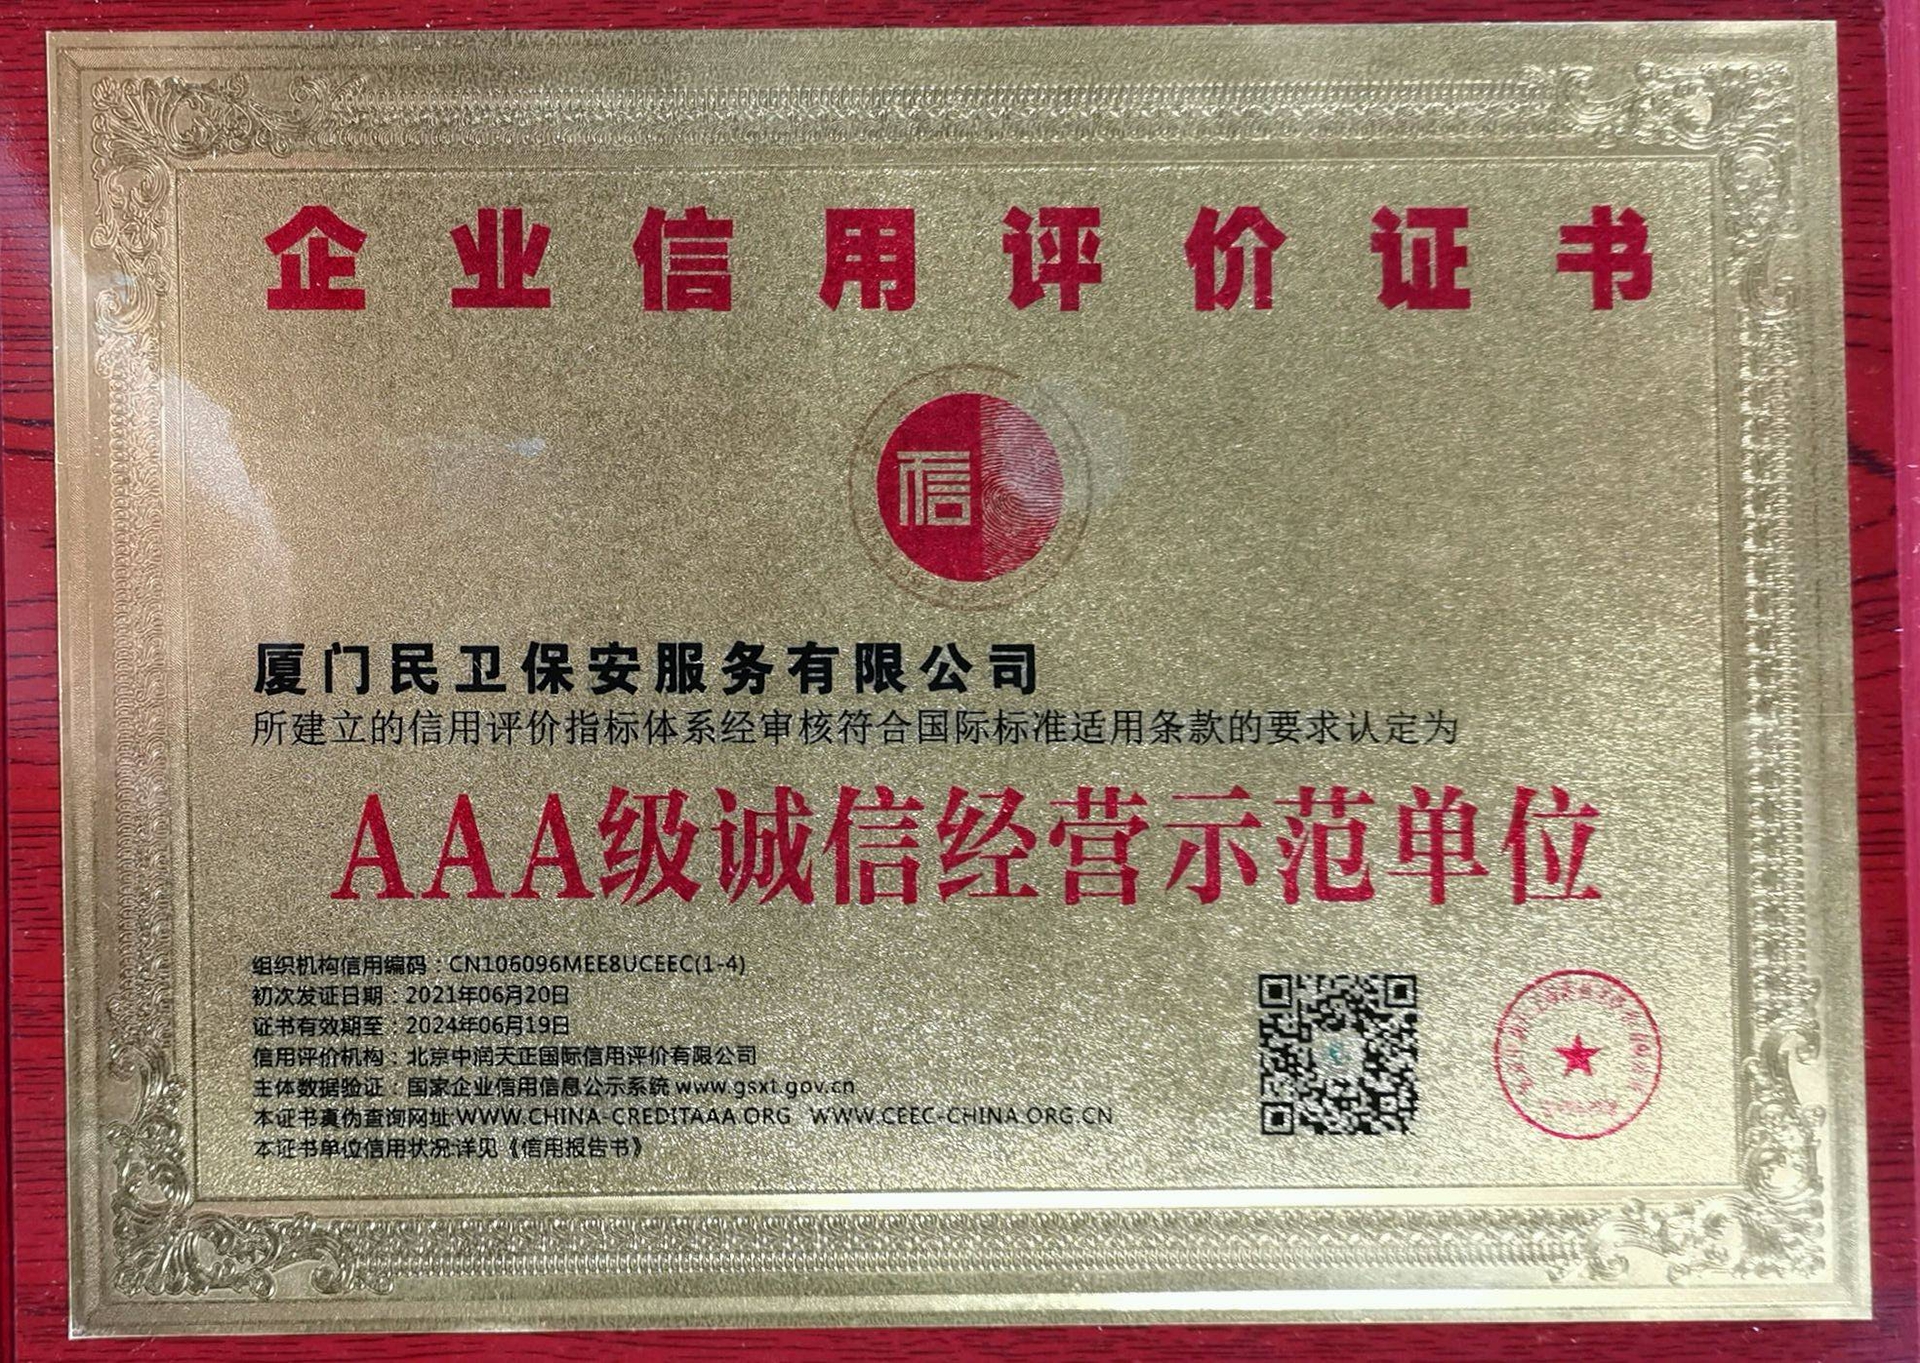 企业信用评价证书
信
厦门民卫保安服务有限公司
所建立的信用评价指标体系经审核符合国际标准适用条款的要求认定为
AAA级诚信经营示范单位
组织机构信用编码：CN106096MEE8UCEEC(1-4)
初次发证日期：2021年06月20日
证书有效期至：2024年06月19日
信用评价机构：北京中润天正国际信用评价有限公司
主体数据验证：国家企业信用信息公示系统 www.gsxt.gov.cn
本证书真伪查询网址 WWW.CHINA-CREDITAAA.ORG WWW.CEEC-CHINA.ORG.CN
本证书单位信用状况详见《信用报告书》